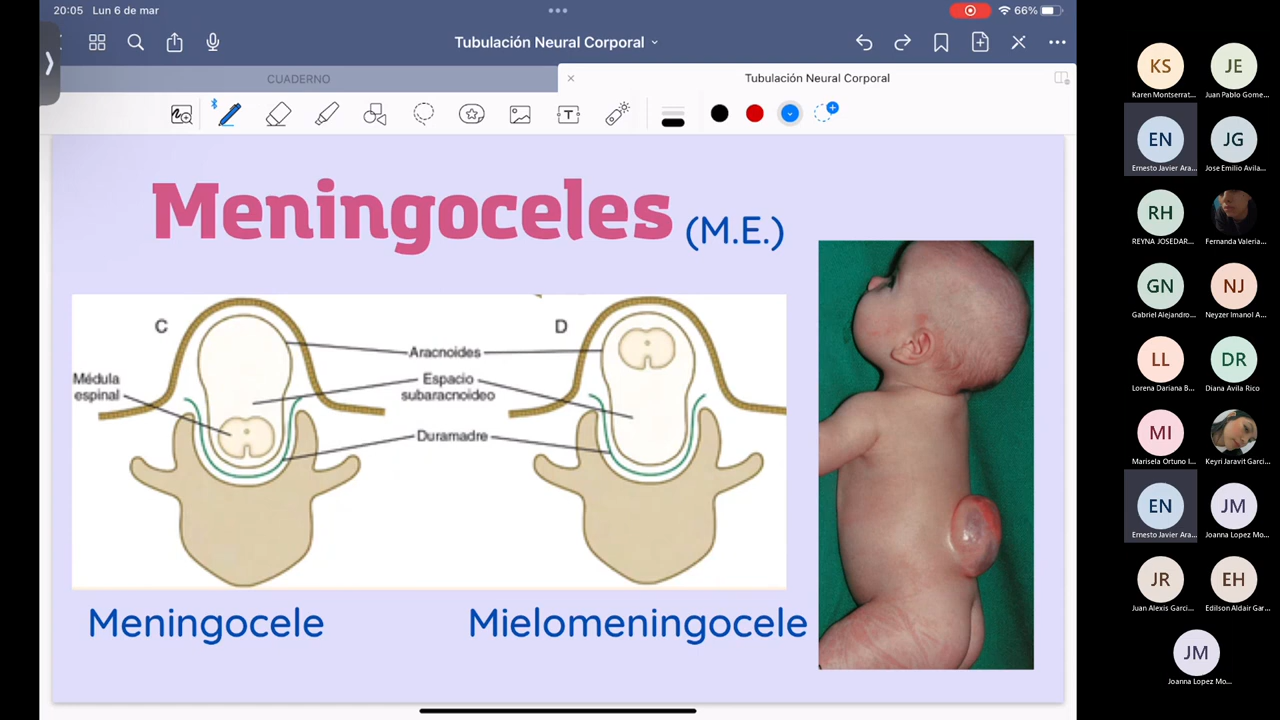 20:05 Lun 6 de mar
66%
Tubulación Neural Corporal
CUADERNO
Tubulación Neural Corporal
Meningoceles (M.E.)
C
D
Aracnoides
Médula
espinal
Espacio
subaracnoideo
Duramadre
Meningocele
Mielomeningocele
KS
JE
Karen Montserrat...
Juan Pablo Gome...
EN
JG
Ernesto Javier Ara...
Jose Emilio Avila...
RH
REYNA JOSEDAR...
Fernanda Valeria...
GN
NJ
Gabriel Alejandro...
Neyzer Imanol A...
LL
DR
Lorena Dariana B...
Diana Avila Rico
MI
Marisela Ortuno I...
Keyri Jaravit Garci...
EN
JM
Ernesto Javier Ara...
Joanna Lopez Mo...
JR
EH
Juan Alexis Garci...
Edilson Aldair Gar...
JM
Joanna Lopez Mo...